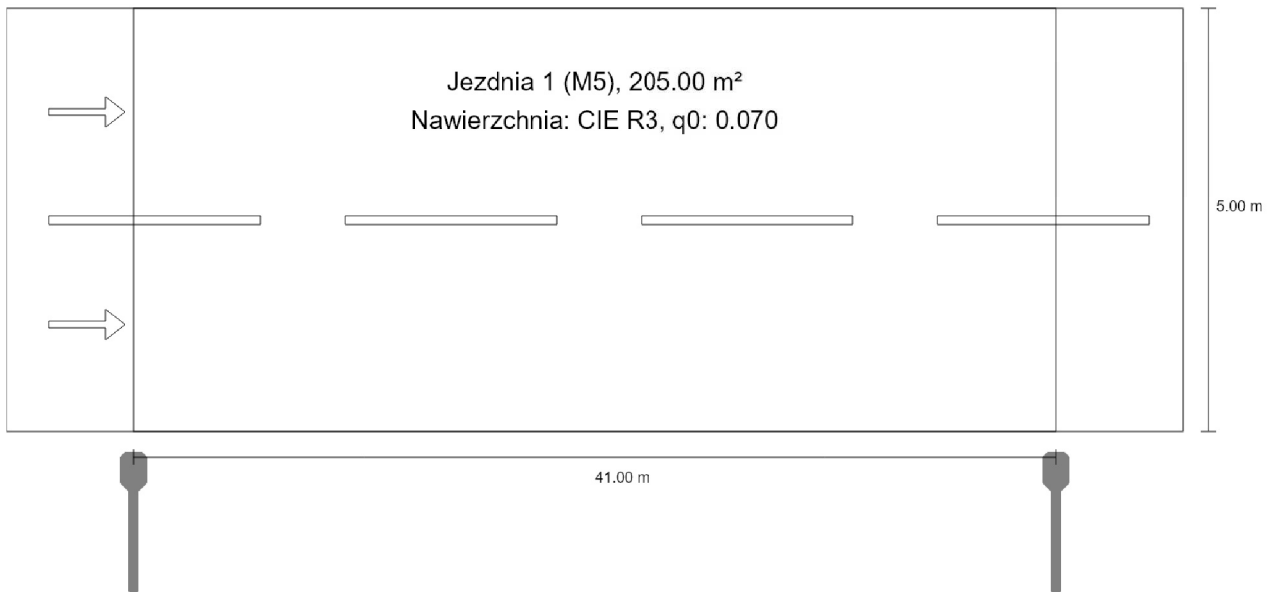 Jezdnia 1 (M5), 205.00 m²
Nawierzchnia: CIE R3, q0: 0.070
5.00 m
41.00 m